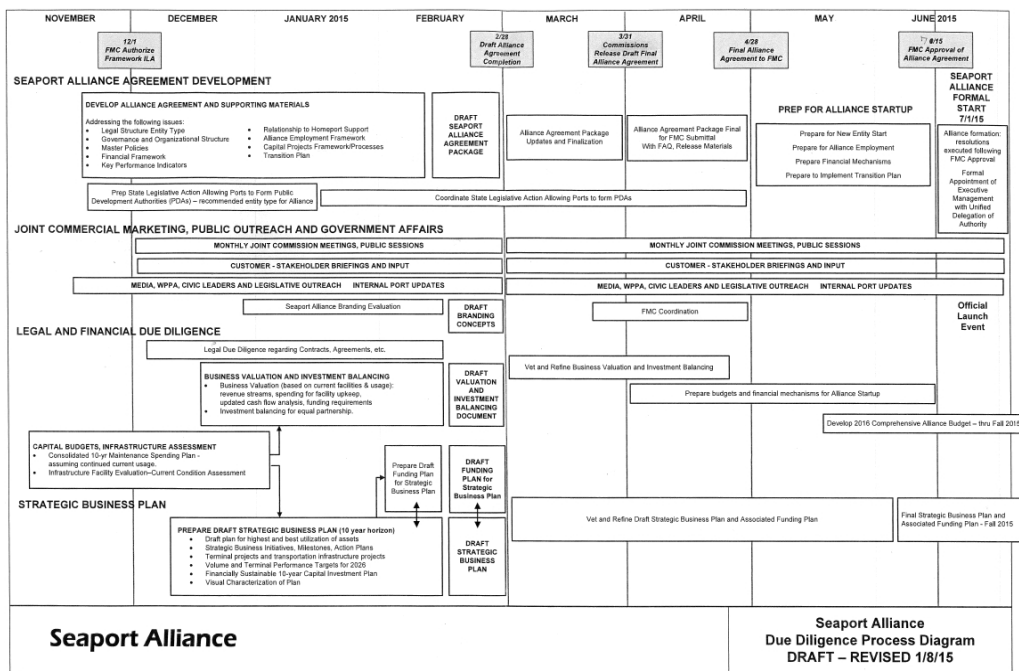 NOVEMBER DECEMBER JANUARY 2015 FEBRUARY MARCH APRIL MAY JUNE 2015
12/1
FMC Authorize
Framework ILA
2/28
Draft Alliance
Agreement
Completion
3/31
Commissions
Release Draft Final
Alliance Agreement
4/28
Final Alliance
Agreement to FMC
6/15
FMC Approval of
Alliance Agreement
SEAPORT ALLIANCE AGREEMENT DEVELOPMENT
DEVELOP ALLIANCE AGREEMENT AND SUPPORTING MATERIALS
Addressing the following issues:
• Legal Structure Entity Type
• Governance and Organizational Structure
• Master Policies
• Financial Framework
• Key Performance Indicators
• Relationship to Homeport Support
• Alliance Employment Framework
• Capital Projects Framework/Processes
• Transition Plan
DRAFT
SEAPORT
ALLIANCE
AGREEMENT
PACKAGE
Alliance Agreement Package
Updates and Finalization
Alliance Agreement Package Final
for FMC Submittal
With FAQ, Release Materials
PREP FOR ALLIANCE STARTUP
Prepare for New Entity Start
Prepare for Alliance Employment
Prepare Financial Mechanisms
Prepare to Implement Transition Plan
SEAPORT
ALLIANCE
FORMAL
START
7/1/15
Alliance formation:
resolutions
executed following
FMC Approval
Formal
Appointment of
Executive
Management
with Unified
Delegation of
Authority
Prep State Legislative Action Allowing Ports to Form Public
Development Authorities (PDAs) – recommended entity type for Alliance
Coordinate State Legislative Action Allowing Ports to form PDAs
JOINT COMMERCIAL MARKETING, PUBLIC OUTREACH AND GOVERNMENT AFFAIRS
MONTHLY JOINT COMMISSION MEETINGS, PUBLIC SESSIONS
MONTHLY JOINT COMMISSION MEETINGS, PUBLIC SESSIONS
CUSTOMER - STAKEHOLDER BRIEFINGS AND INPUT
CUSTOMER - STAKEHOLDER BRIEFINGS AND INPUT
MEDIA, WPPA, CIVIC LEADERS AND LEGISLATIVE OUTREACH INTERNAL PORT UPDATES
MEDIA, WPPA, CIVIC LEADERS AND LEGISLATIVE OUTREACH INTERNAL PORT UPDATES
Seaport Alliance Branding Evaluation
DRAFT
BRANDING
CONCEPTS
FMC Coordination
Official
Launch
Event
LEGAL AND FINANCIAL DUE DILIGENCE
Legal Due Diligence regarding Contracts, Agreements, etc.
BUSINESS VALUATION AND INVESTMENT BALANCING
• Business Valuation (based on current facilities & usage):
revenue streams, spending for facility upkeep,
updated cash flow analysis, funding requirements
• Investment balancing for equal partnership.
DRAFT
VALUATION
AND
INVESTMENT
BALANCING
DOCUMENT
Vet and Refine Business Valuation and Investment Balancing
Prepare budgets and financial mechanisms for Alliance Startup
Develop 2016 Comprehensive Alliance Budget – thru Fall 2015
CAPITAL BUDGETS, INFRASTRUCTURE ASSESSMENT
• Consolidated 10-yr Maintenance Spending Plan -
assuming continued current usage.
• Infrastructure Facility Evaluation–Current Condition Assessment
Prepare Draft
Funding Plan
for Strategic
Business Plan
DRAFT
FUNDING
PLAN for
Strategic
Business Plan
STRATEGIC BUSINESS PLAN
PREPARE DRAFT STRATEGIC BUSINESS PLAN (10 year horizon)
• Draft plan for highest and best utilization of assets
• Strategic Business Initiatives, Milestones, Action Plans
• Terminal projects and transportation infrastructure projects
• Volume and Terminal Performance Targets for 2026
• Financially Sustainable 10-year Capital Investment Plan
• Visual Characterization of Plan
DRAFT
STRATEGIC
BUSINESS
PLAN
Vet and Refine Draft Strategic Business Plan and Associated Funding Plan
Final Strategic Business Plan and
Associated Funding Plan - Fall 2015
Seaport Alliance
Seaport Alliance
Due Diligence Process Diagram
DRAFT – REVISED 1/8/15